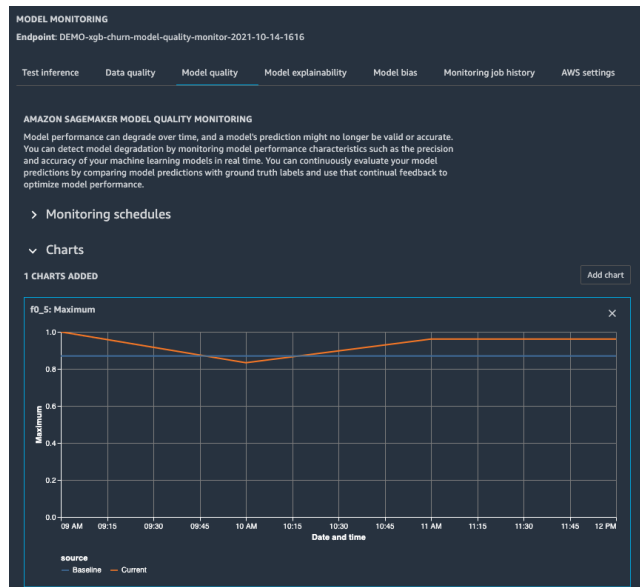 MODEL MONITORING
Endpoint: DEMO-xgb-churn-model-quality-monitor-2021-10-14-1616
Test inference Data quality Model quality Model explainability Model bias Monitoring job history AWS settings
AMAZON SAGEMAKER MODEL QUALITY MONITORING
Model performance can degrade over time, and a model's prediction might no longer be valid or accurate.
You can detect model degradation by monitoring model performance characteristics such as the precision
and accuracy of your machine learning models in real time. You can continuously evaluate your model
predictions by comparing model predictions with ground truth labels and use that continual feedback to
optimize model performance.
Monitoring schedules
Charts
1 CHARTS ADDED
Add chart
f0_5: Maximum
1.0
0.8
0.6
Maximum
0.4
0.2
0.0
09 AM 09:15 09:30 09:45 10 AM 10:15 10:30 10:45 11 AM 11:15 11:30 11:45 12 PM
Date and time
source
Baseline Current